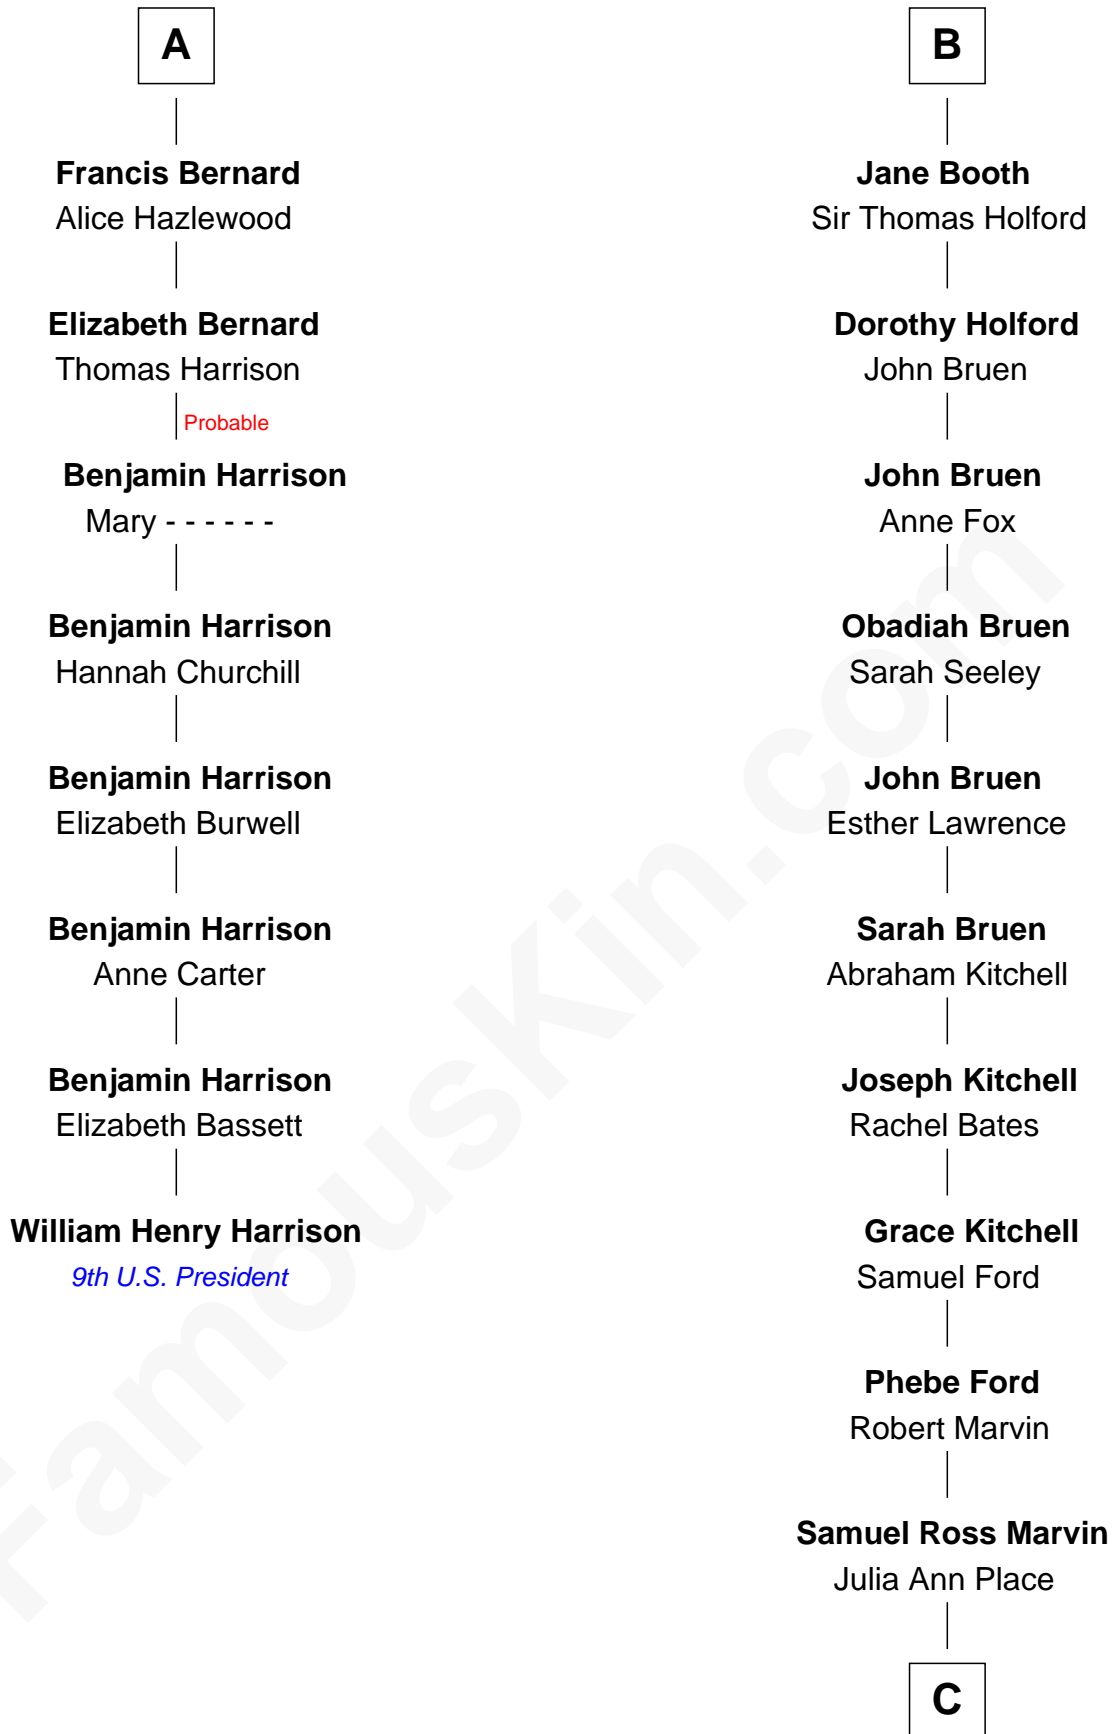 A
Francis Bernard
Alice Hazlewood
Elizabeth Bernard
Thomas Harrison
Probable
Benjamin Harrison
Mary - - - - - -
Benjamin Harrison
Hannah Churchill
Benjamin Harrison
Elizabeth Burwell
Benjamin Harrison
Anne Carter
Benjamin Harrison
Elizabeth Bassett
William Henry Harrison
9th U.S. President
B
Jane Booth
Sir Thomas Holford
Dorothy Holford
John Bruen
John Bruen
Anne Fox
Obadiah Bruen
Sarah Seeley
John Bruen
Esther Lawrence
Sarah Bruen
Abraham Kitchell
Joseph Kitchell
Rachel Bates
Grace Kitchell
Samuel Ford
Phebe Ford
Robert Marvin
Samuel Ross Marvin
Julia Ann Place
C
FamousKin.com